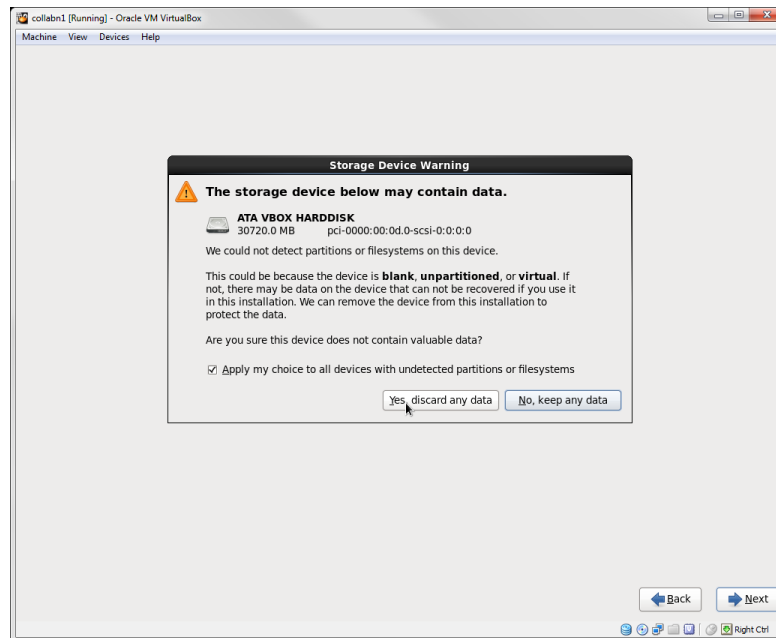 collabn1 [Running] - Oracle VM VirtualBox
Machine View Devices Help
Storage Device Warning
The storage device below may contain data.
ATA VBOX HARDDISK
30720.0 MB pci-0000:00:0d.0-scsi-0:0:0:0
We could not detect partitions or filesystems on this device.
This could be because the device is blank, unpartitioned, or virtual. If
not, there may be data on the device that can not be recovered if you use it
in this installation. We can remove the device from this installation to
protect the data.
Are you sure this device does not contain valuable data?
Apply my choice to all devices with undetected partitions or filesystems
Yes, discard any data No, keep any data
Back Next
Right Ctrl